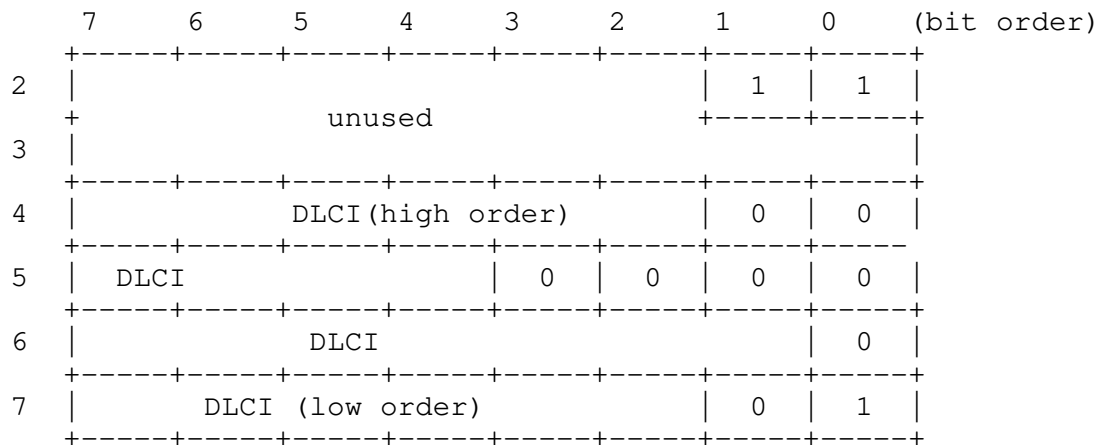 7 6 5 4 3 2 1 0 (bit order)
+-----+-----+-----+-----+-----+-----+-----+-----+
2 | | 1 | 1 |
+ unused +-----+-----+
3 | |
+-----+-----+-----+-----+-----+-----+-----+-----+
4 | DLCI(high order) | 0 | 0 |
+-----+-----+-----+-----+-----+-----+-----+-----
5 | DLCI | 0 | 0 | 0 | 0 |
+-----+-----+-----+-----+-----+-----+-----+-----+
6 | DLCI | 0 |
+-----+-----+-----+-----+-----+-----+-----+-----+
7 | DLCI (low order) | 0 | 1 |
+-----+-----+-----+-----+-----+-----+-----+-----+